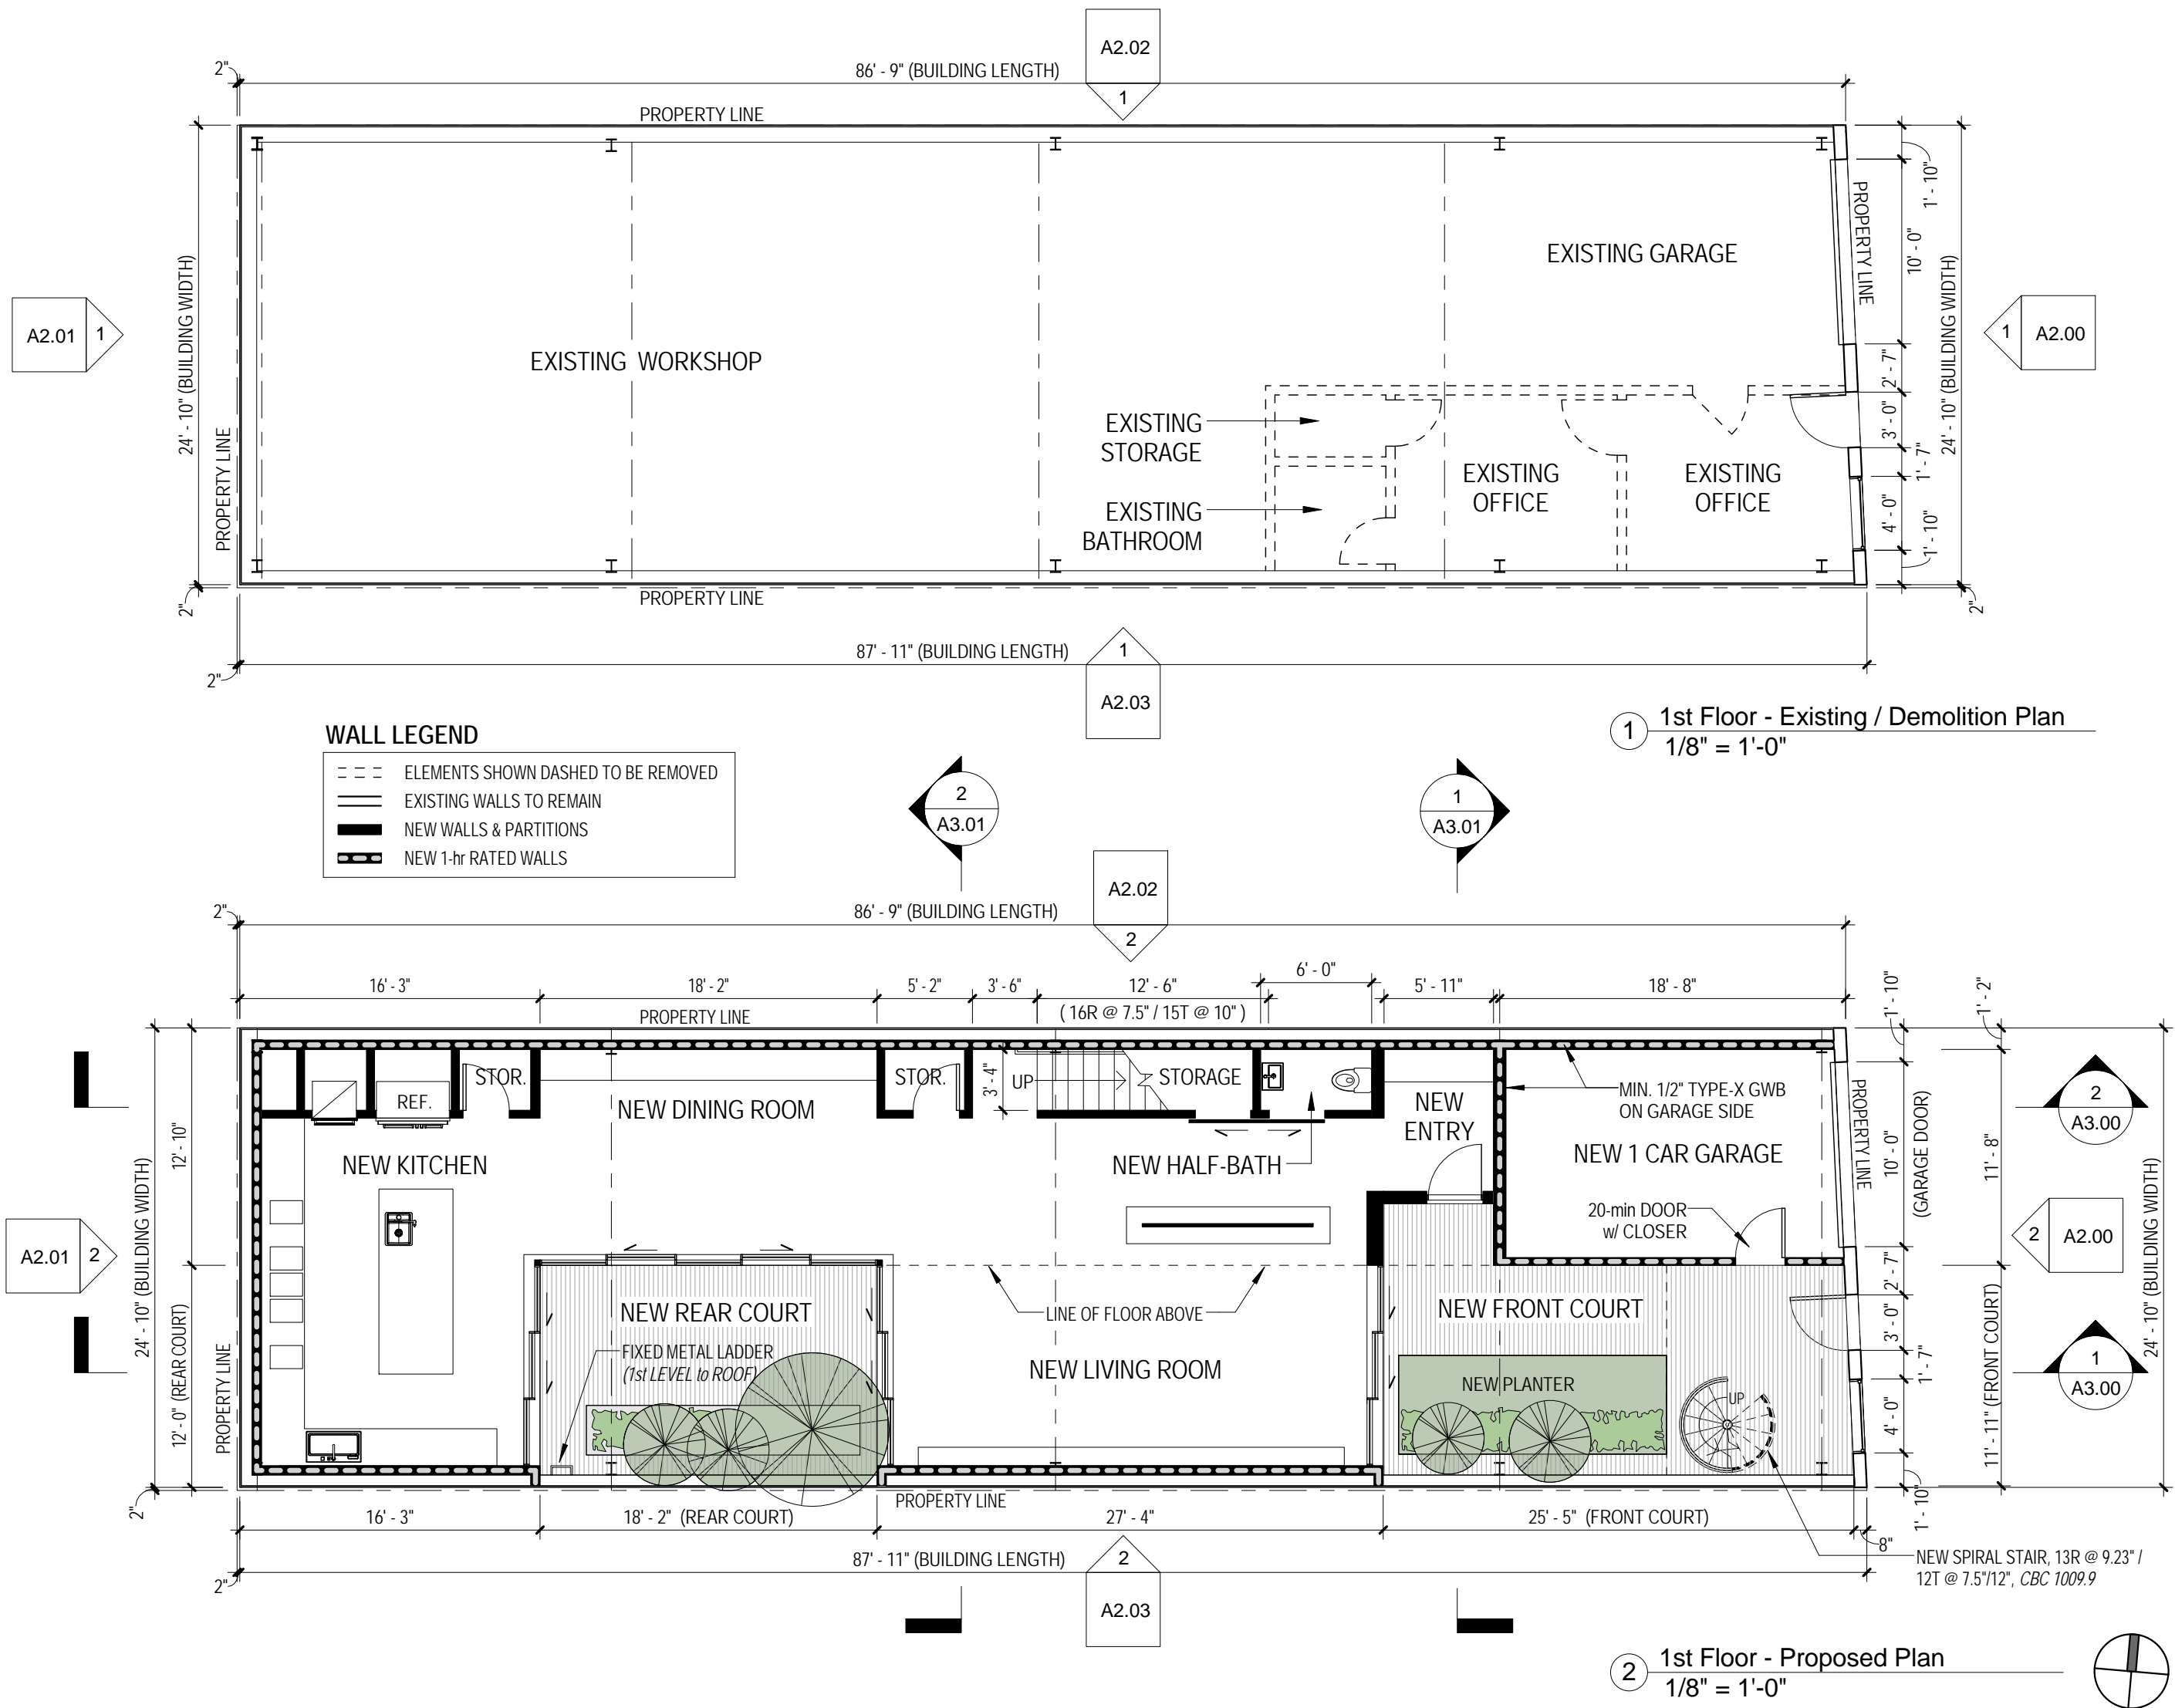 A2.02
1
86' - 9" (BUILDING LENGTH)
2"
PROPERTY LINE
24' - 10" (BUILDING WIDTH)
PROPERTY LINE
2"
A2.01 1
EXISTING WORKSHOP
EXISTING GARAGE
EXISTING
STORAGE
EXISTING
BATHROOM
EXISTING
OFFICE
EXISTING
OFFICE
PROPERTY LINE
1' - 10"
10' - 0"
2' - 7"
3' - 0"
1' - 7"
4' - 0"
1' - 10"
24' - 10" (BUILDING WIDTH)
2"
1 A2.00
PROPERTY LINE
87' - 11" (BUILDING LENGTH)
2"
1
A2.03
1 1st Floor - Existing / Demolition Plan
1/8" = 1'-0"
WALL LEGEND
ELEMENTS SHOWN DASHED TO BE REMOVED
EXISTING WALLS TO REMAIN
NEW WALLS & PARTITIONS
NEW 1-hr RATED WALLS
2
A3.01
1
A3.01
A2.02
2
86' - 9" (BUILDING LENGTH)
2"
16' - 3"
18' - 2"
5' - 2"
3' - 6"
12' - 6"
6' - 0"
5' - 11"
18' - 8"
( 16R @ 7.5" / 15T @ 10" )
PROPERTY LINE
STOR.
REF.
STOR.
3' - 4"
UP
STORAGE
NEW DINING ROOM
NEW KITCHEN
NEW HALF-BATH
NEW
ENTRY
MIN. 1/2" TYPE-X GWB
ON GARAGE SIDE
NEW 1 CAR GARAGE
20-min DOOR
w/ CLOSER
NEW REAR COURT
FIXED METAL LADDER
(1st LEVEL to ROOF)
LINE OF FLOOR ABOVE
NEW LIVING ROOM
NEW FRONT COURT
NEW PLANTER
UP
A2.01 2
24' - 10" (BUILDING WIDTH)
12' - 10"
12' - 0" (REAR COURT)
PROPERTY LINE
2"
PROPERTY LINE
1' - 10"
10' - 0"
(GARAGE DOOR)
2' - 7"
3' - 0"
1' - 7"
4' - 0"
1' - 10"
1' - 2"
11' - 8"
11' - 11" (FRONT COURT)
24' - 10" (BUILDING WIDTH)
2
A3.00
2 A2.00
1
A3.00
PROPERTY LINE
16' - 3"
18' - 2" (REAR COURT)
27' - 4"
25' - 5" (FRONT COURT)
8"
87' - 11" (BUILDING LENGTH)
2"
2
A2.03
NEW SPIRAL STAIR, 13R @ 9.23" /
12T @ 7.5"/12", CBC 1009.9
2 1st Floor - Proposed Plan
1/8" = 1'-0"